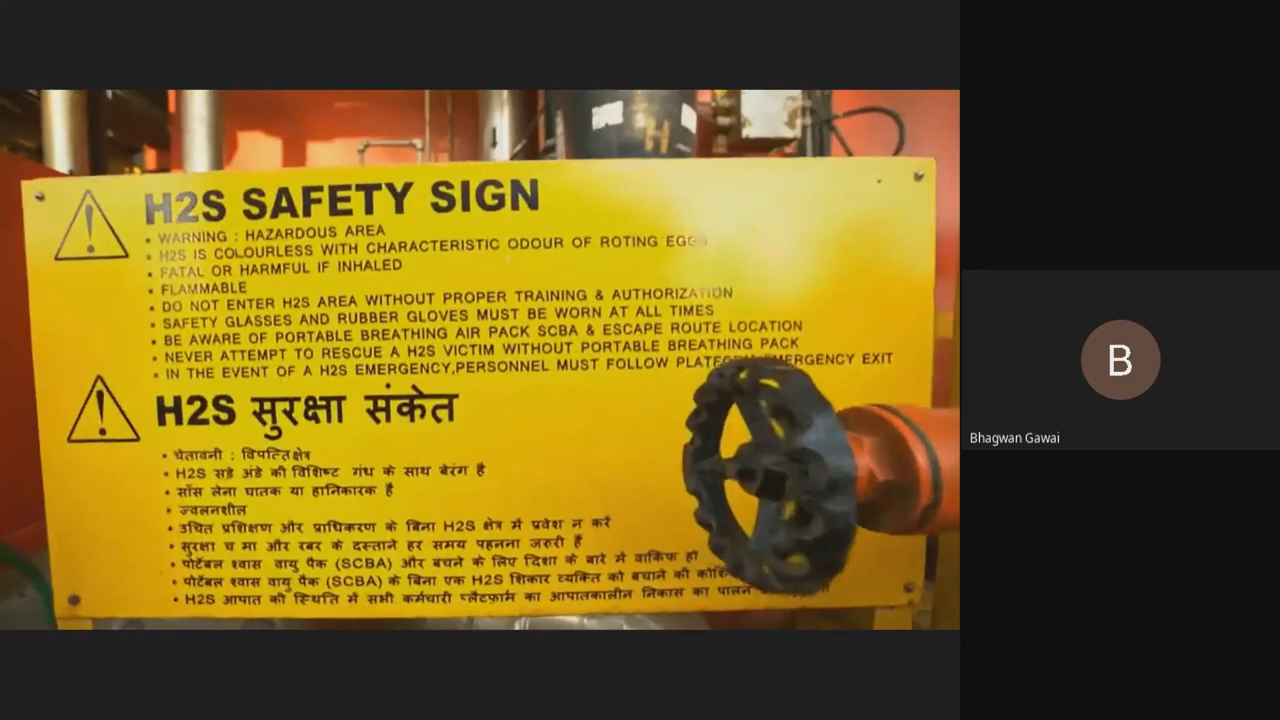 H
H2S SAFETY SIGN
• WARNING : HAZARDOUS AREA
• H2S IS COLOURLESS WITH CHARACTERISTIC ODOUR OF ROTING EGGS
• FATAL OR HARMFUL IF INHALED
• FLAMMABLE
• DO NOT ENTER H2S AREA WITHOUT PROPER TRAINING & AUTHORIZATION
• SAFETY GLASSES AND RUBBER GLOVES MUST BE WORN AT ALL TIMES
• BE AWARE OF PORTABLE BREATHING AIR PACK SCBA & ESCAPE ROUTE LOCATION
• NEVER ATTEMPT TO RESCUE A H2S VICTIM WITHOUT PORTABLE BREATHING PACK
• IN THE EVENT OF A H2S EMERGENCY,PERSONNEL MUST FOLLOW PLATFORM EMERGENCY EXIT
H2S सुरक्षा संकेत
• चेतावनी : विपत्तिक्षेत्र
• H2S सड़े अंडे की विशिष्ट गंध के साथ बेरंग है
• साँस लेना घातक या हानिकारक है
• ज्वलनशील
• उचित प्रशिक्षण और प्राधिकरण के बिना H2S क्षेत्र में प्रवेश न करें
• सुरक्षा च मा और रबर के दस्ताने हर समय पहनना जरुरी हैं
• पोर्टेबल श्वास वायु पैक (SCBA) और बचने के लिए दिशा के बारे में वाकिफ हो
• पोर्टेबल श्वास वायु पैक (SCBA) के बिना एक H2S शिकार व्यक्ति को बचाने की
• H2S आपात की स्थिति में सभी कर्मचारी प्लैटफ़ार्म का आपातकालीन निकास का पालन
B
Bhagwan Gawai